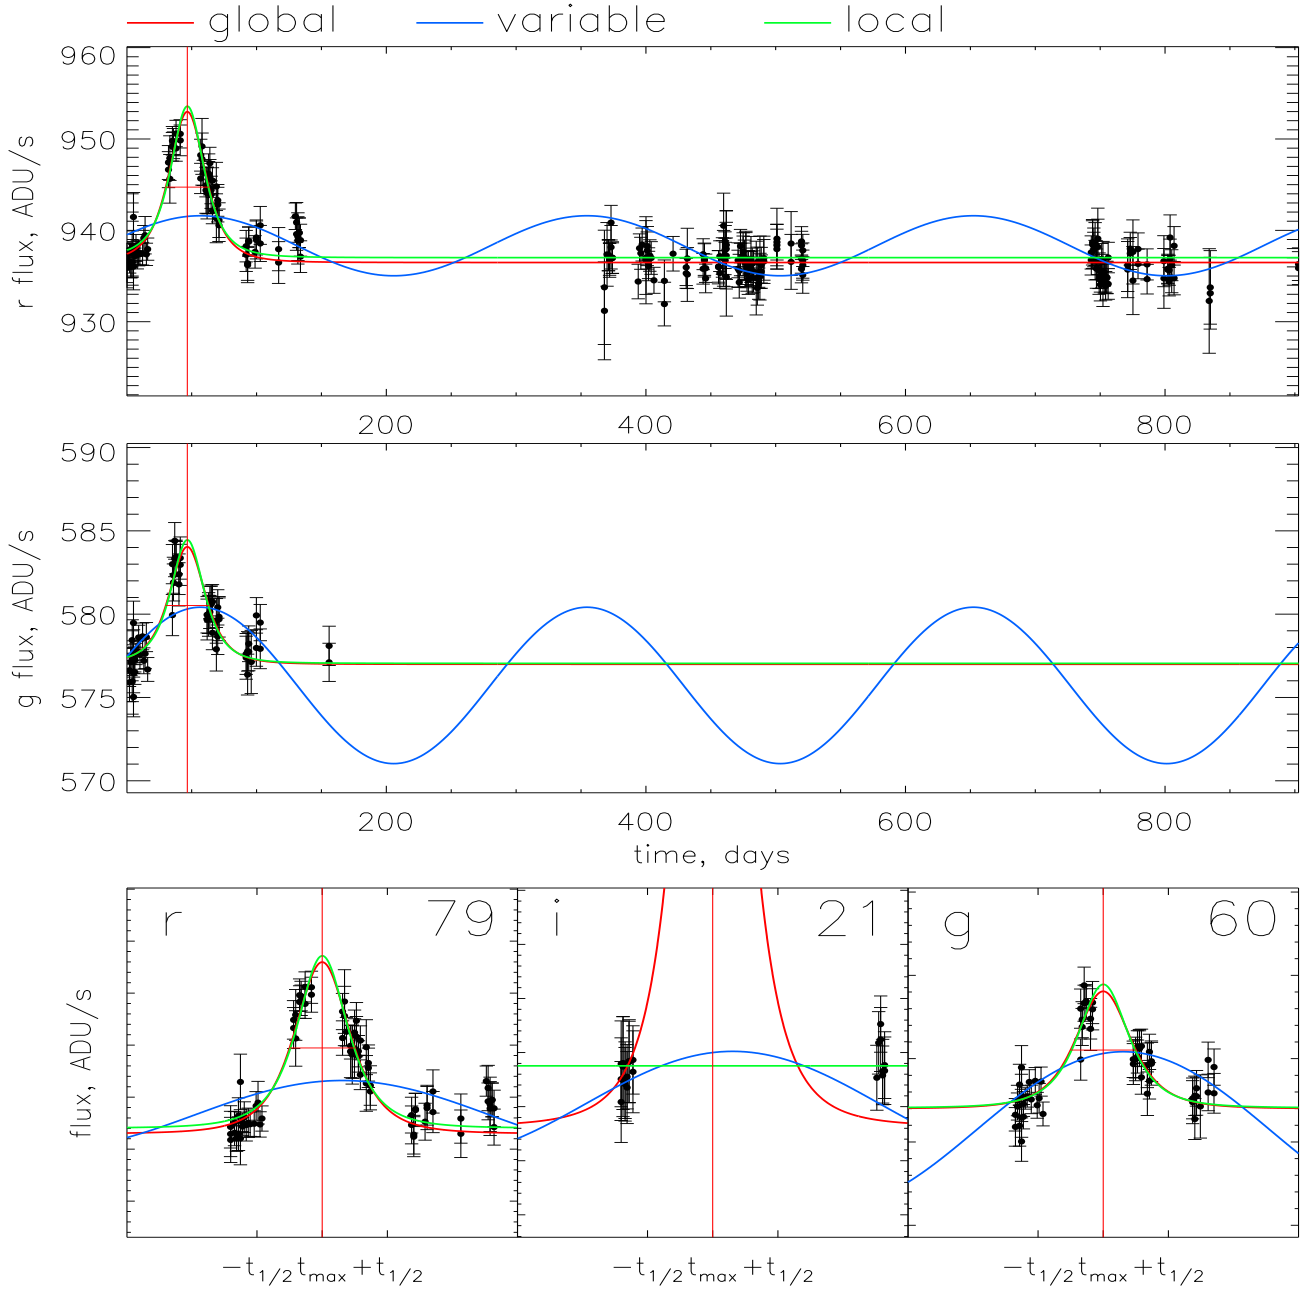 global variable local
960
950
940
930
r flux, ADU/s
200 400 600 800
590
585
580
575
570
g flux, ADU/s
200 400 600 800
time, days
r 79 i 21 g 60
flux, ADU/s
−t1/2 tmax +t1/2 −t1/2 tmax +t1/2 −t1/2 tmax +t1/2